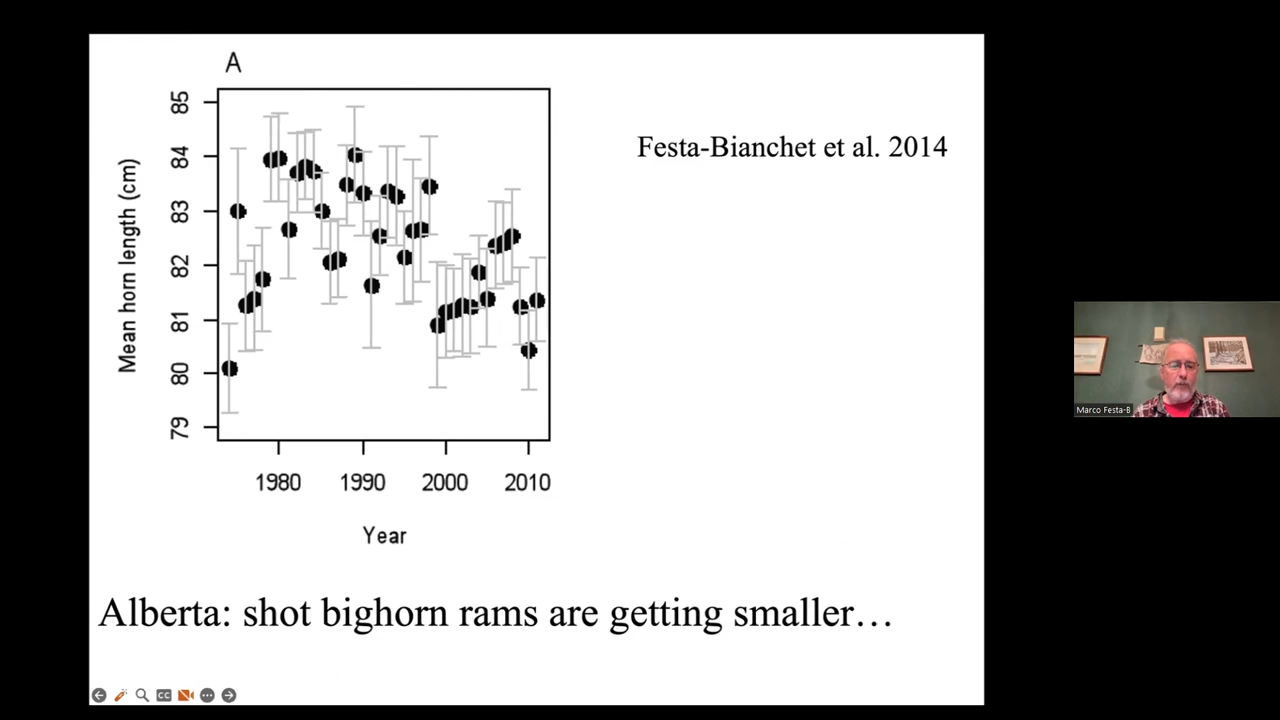 A
85
84
83
82
81
80
79
Mean horn length (cm)
1980 1990 2000 2010
Year
Festa-Bianchet et al. 2014
Alberta: shot bighorn rams are getting smaller…
CC
Marco Festa-B